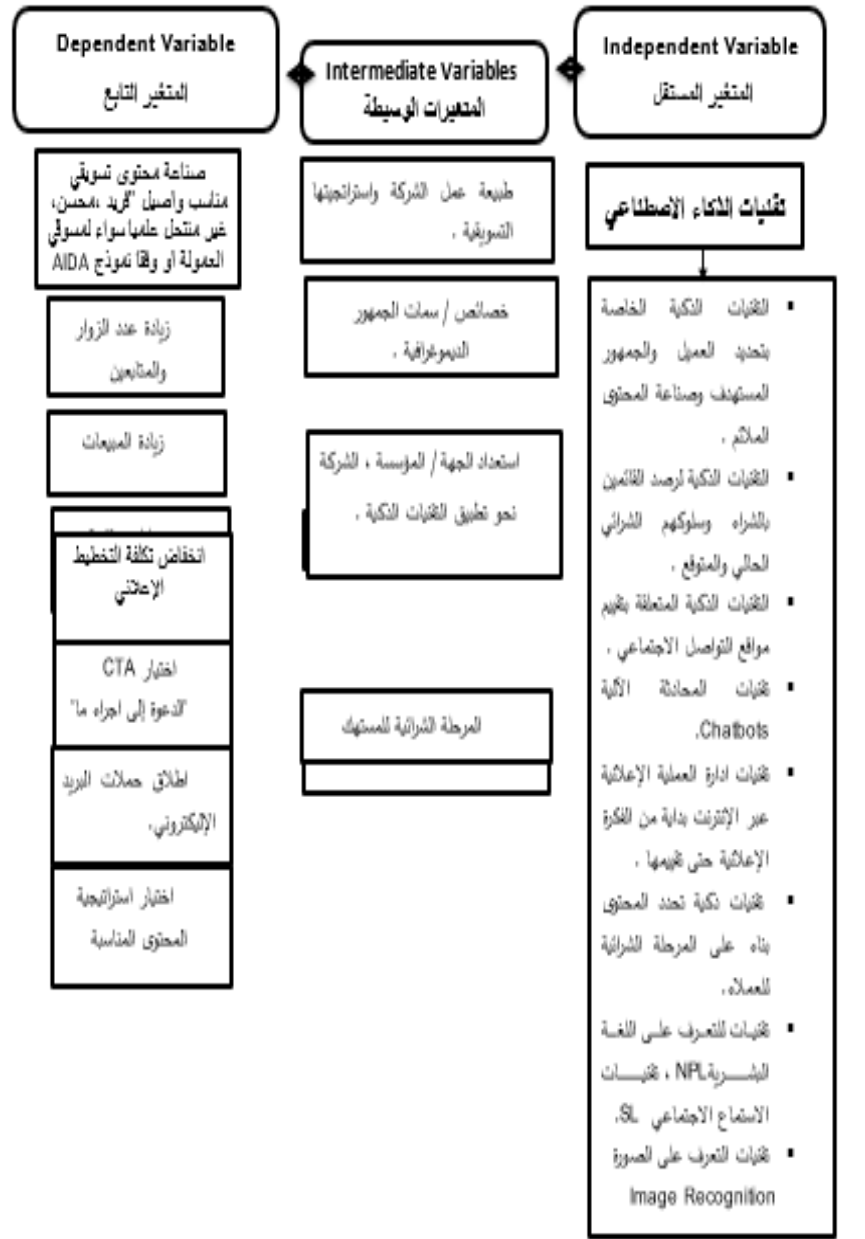 Independent Variable
المتغير المستقل
تقنيات الذكاء الاصطناعي
▪ التقنيات الذكية الخاصة
بتحديد العميل والجمهور
المستهدف وصناعة المحتوى
الملائم .
▪ التقنيات الذكية لرصد القائمين
بالشراء وسلوكهم الشرائي
الحالي والمتوقع .
▪ التقنيات الذكية المتعلقة بتقييم
مواقع التواصل الاجتماعي .
▪ تقنيات المحادثة الآلية
Chatbots.
▪ تقنيات ادارة العملية الإعلانية
عبر الإنترنت بداية من الفكرة
الإعلانية حتى تقييمها .
▪ تقنيات ذكية تحدد المحتوى
بناء على المرحلة الشرائية
للعملاء.
▪ تقنيات للتعرف على اللغة
البشرية NPL ، تقنيات
الاستماع الاجتماعي SL.
▪ تقنيات التعرف على الصورة
Image Recognition
Intermediate Variables
المتغيرات الوسيطة
طبيعة عمل الشركة واستراتجيتها
التسويقية .
خصائص / سمات الجمهور
الديموغرافية .
استعداد الجهة / المؤسسة ، الشركة
نحو تطبيق التقنيات الذكية .
المرحلة الشرائية للمستهك
Dependent Variable
المتغير التابع
صناعة محتوى تسويقي
مناسب واصيل "فريد ،محسن،
غير منتحل علميا سواء لمسوقي
العمولة او وفقا نموذج AIDA
زيادة عدد الزوار
والمتابعين
زيادة المبيعات
انخفاض تكلفة التخطيط
الإعلاني
اختيار CTA
"الدعوة إلى اجراء ما"
اطلاق حملات البريد
الإليكتروني.
اختيار استراتيجية
المحتوى المناسبة